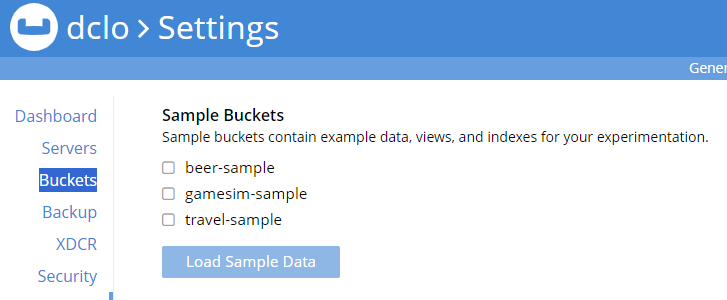 dclo > Settings
Gener
Dashboard
Servers
Buckets
Backup
XDCR
Security
Sample Buckets
Sample buckets contain example data, views, and indexes for your experimentation.
beer-sample
gamesim-sample
travel-sample
Load Sample Data